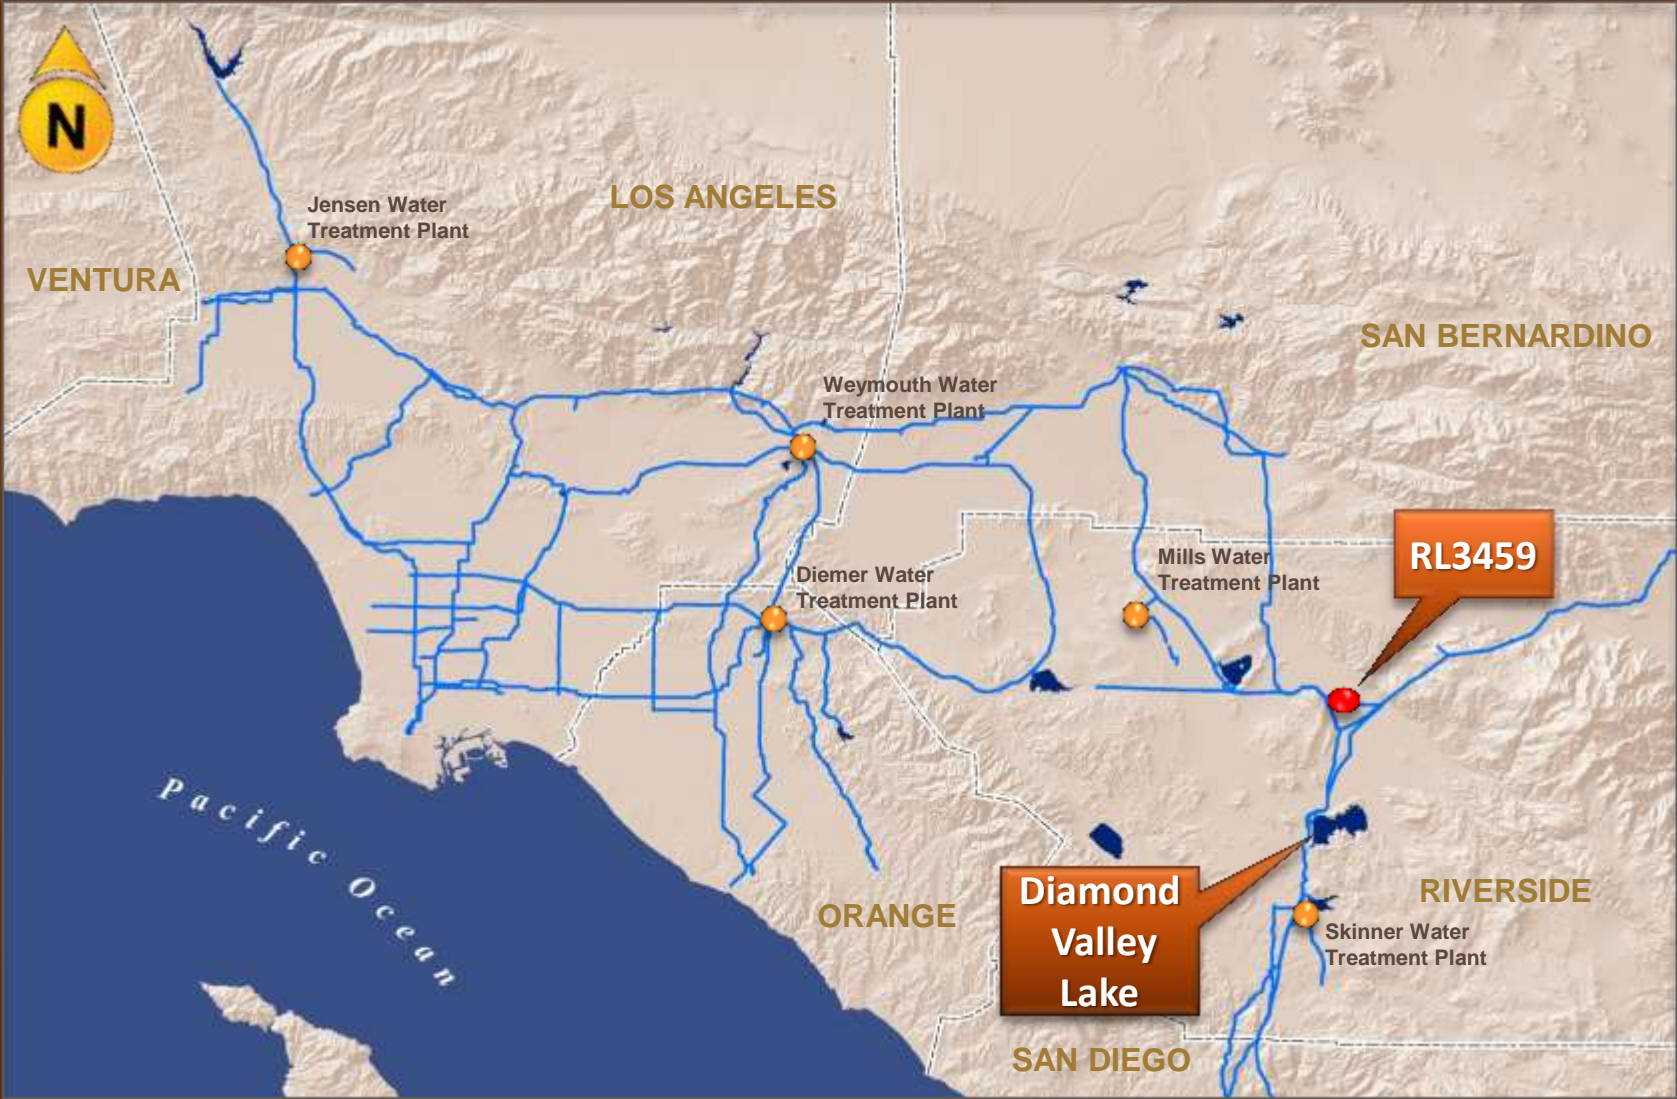 N
Jensen Water
Treatment Plant
LOS ANGELES
VENTURA
SAN BERNARDINO
Weymouth Water
Treatment Plant
RL3459
Mills Water
Treatment Plant
Diemer Water
Treatment Plant
Pacific Ocean
Diamond
Valley
Lake
RIVERSIDE
ORANGE
Skinner Water
Treatment Plant
SAN DIEGO